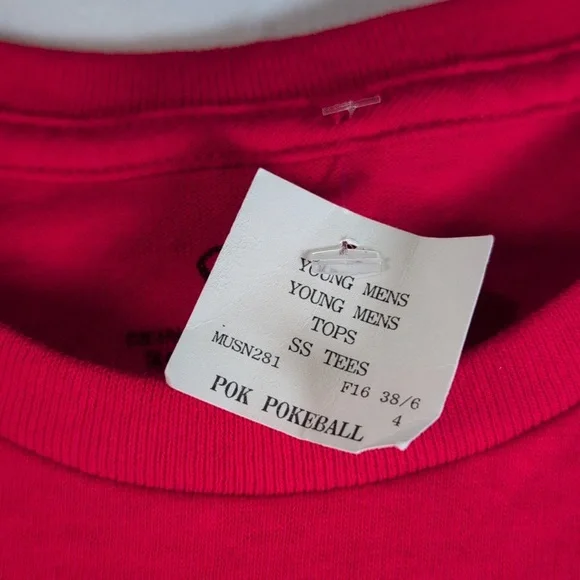 YOUNG MENS
YOUNG MENS
TOPS
SS TEES
MUSN281
F16 38/6
4
POK POKEBALL